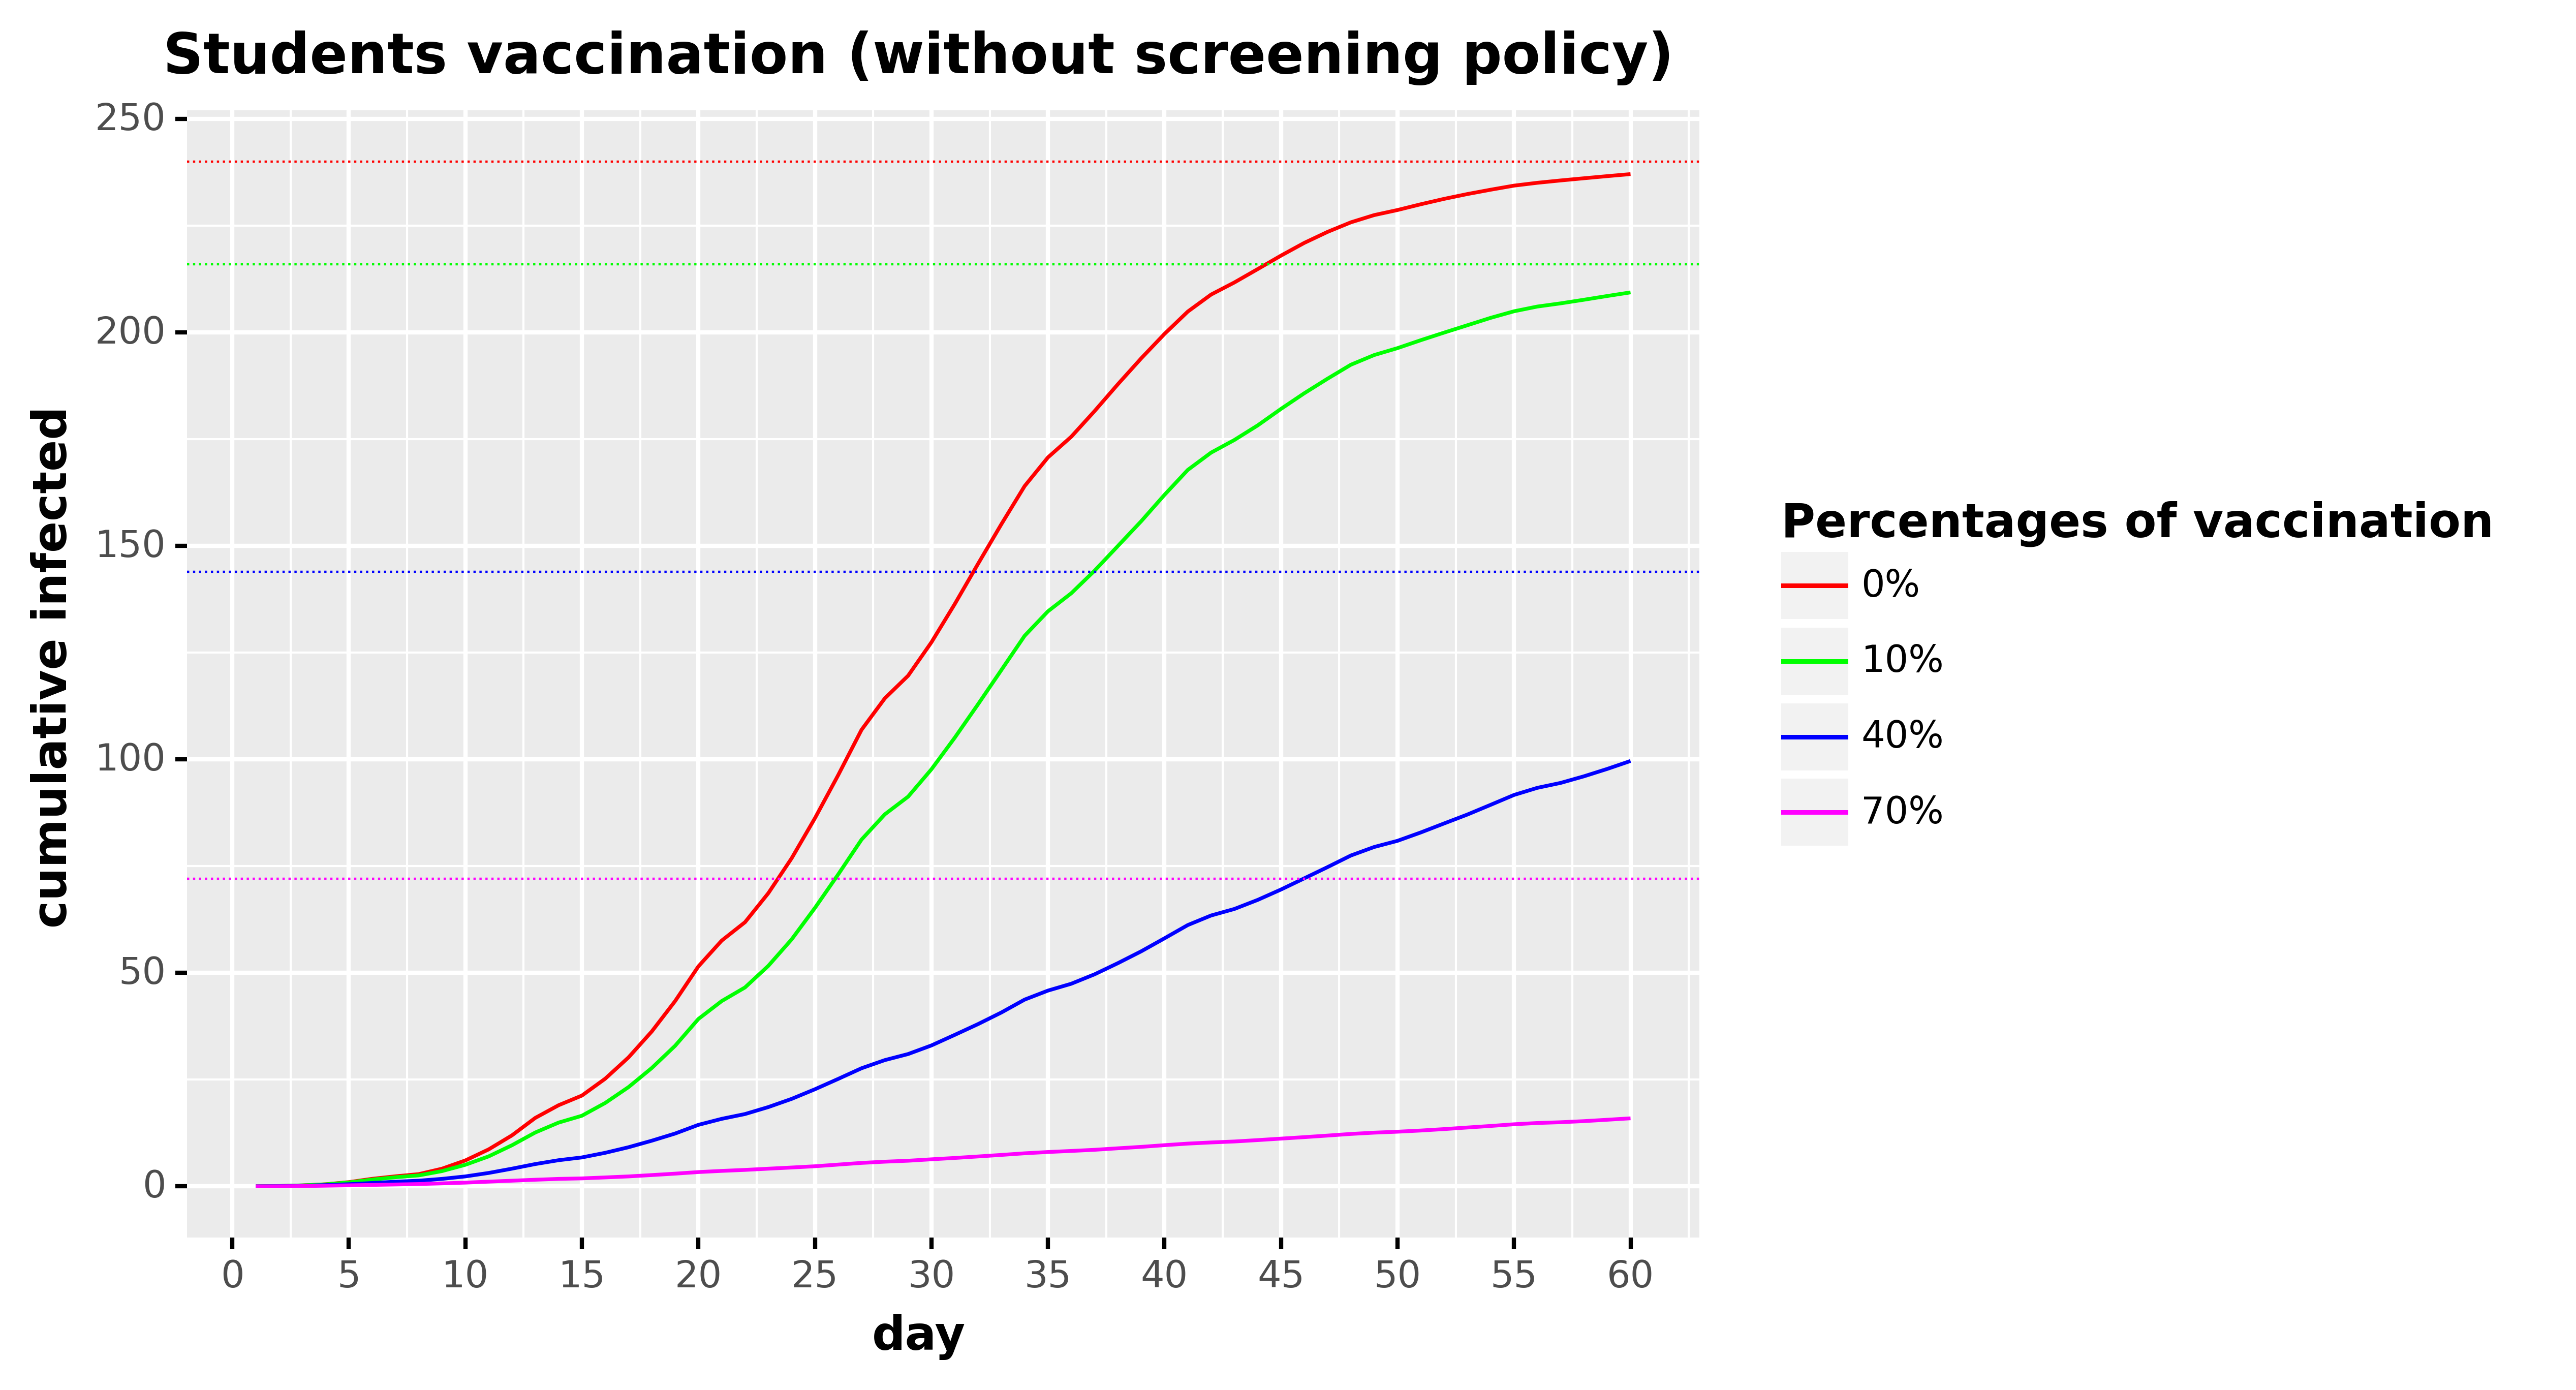 Students vaccination (without screening policy)
250
200
150
100
50
0
cumulative infected
0 5 10 15 20 25 30 35 40 45 50 55 60
day
Percentages of vaccination
0%
10%
40%
70%